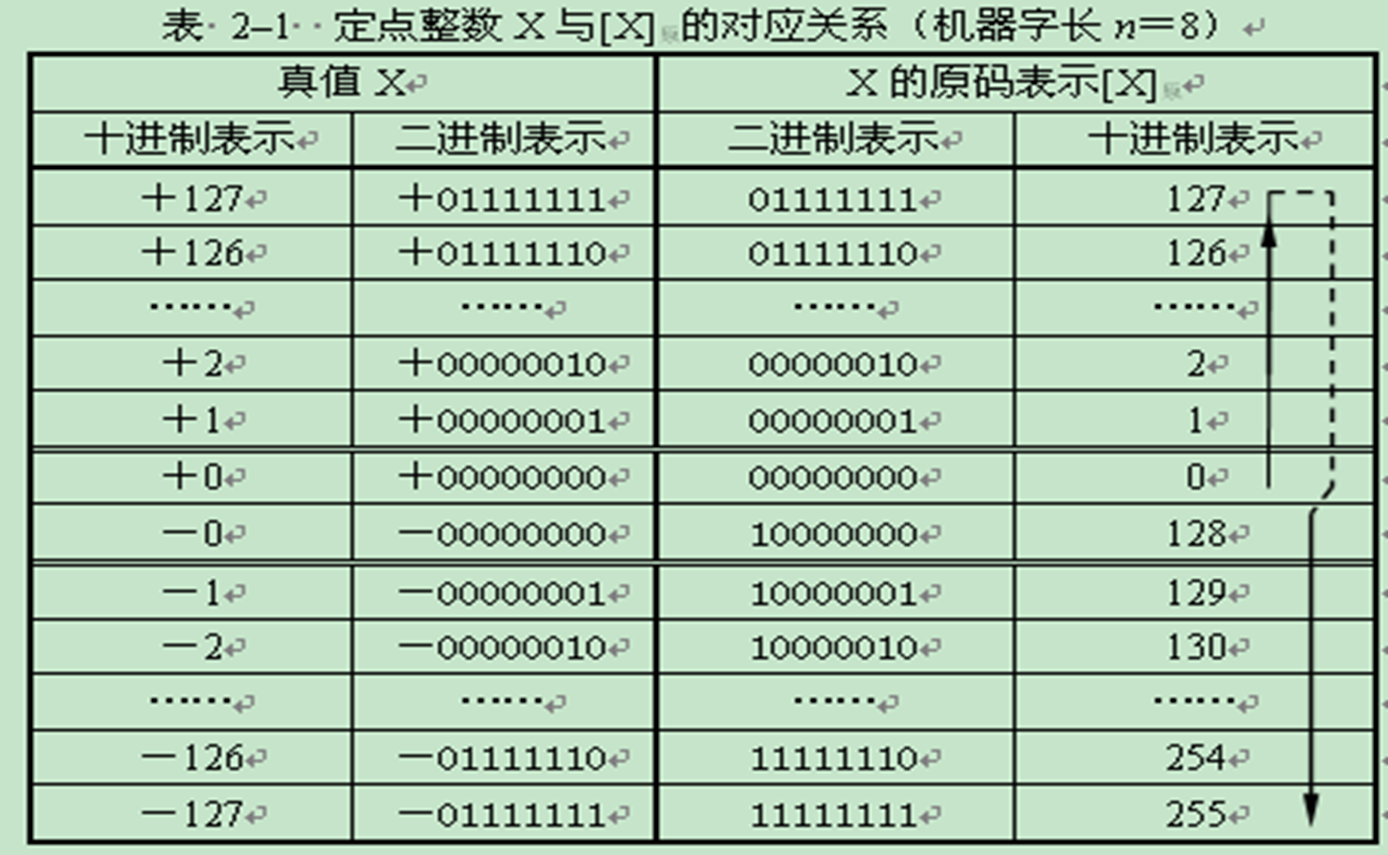 表 2-1 定点整数 X 与[X]原的对应关系（机器字长 n＝8）
真值 X X 的原码表示[X]原
十进制表示 二进制表示 二进制表示 十进制表示
＋127 ＋01111111 01111111 127
＋126 ＋01111110 01111110 126
…… …… …… ……
＋2 ＋00000010 00000010 2
＋1 ＋00000001 00000001 1
＋0 ＋00000000 00000000 0
－0 －00000000 10000000 128
－1 －00000001 10000001 129
－2 －00000010 10000010 130
…… …… …… ……
－126 －01111110 11111110 254
－127 －01111111 11111111 255